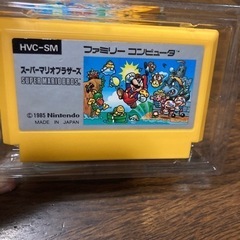 HVC-SM
ファミリー コンピュータ
スーパーマリオブラザーズ
SUPER MARIO BROS.
©1985 Nintendo
MADE IN JAPAN